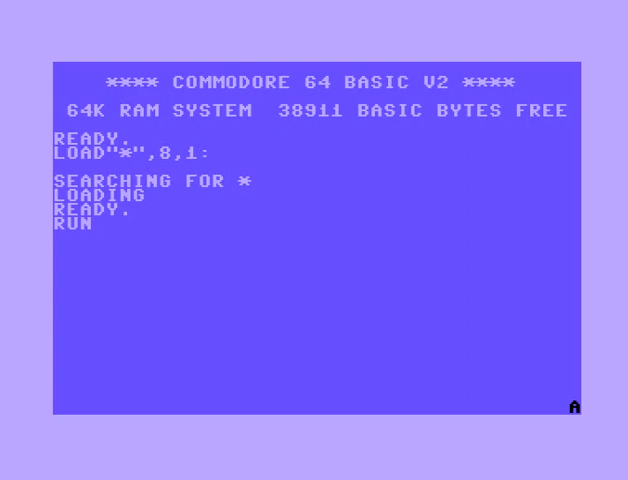 **** COMMODORE 64 BASIC V2 ****
64K RAM SYSTEM  38911 BASIC BYTES FREE
READY.
LOAD"*",8,1:
SEARCHING FOR *
LOADING
READY.
RUN
A